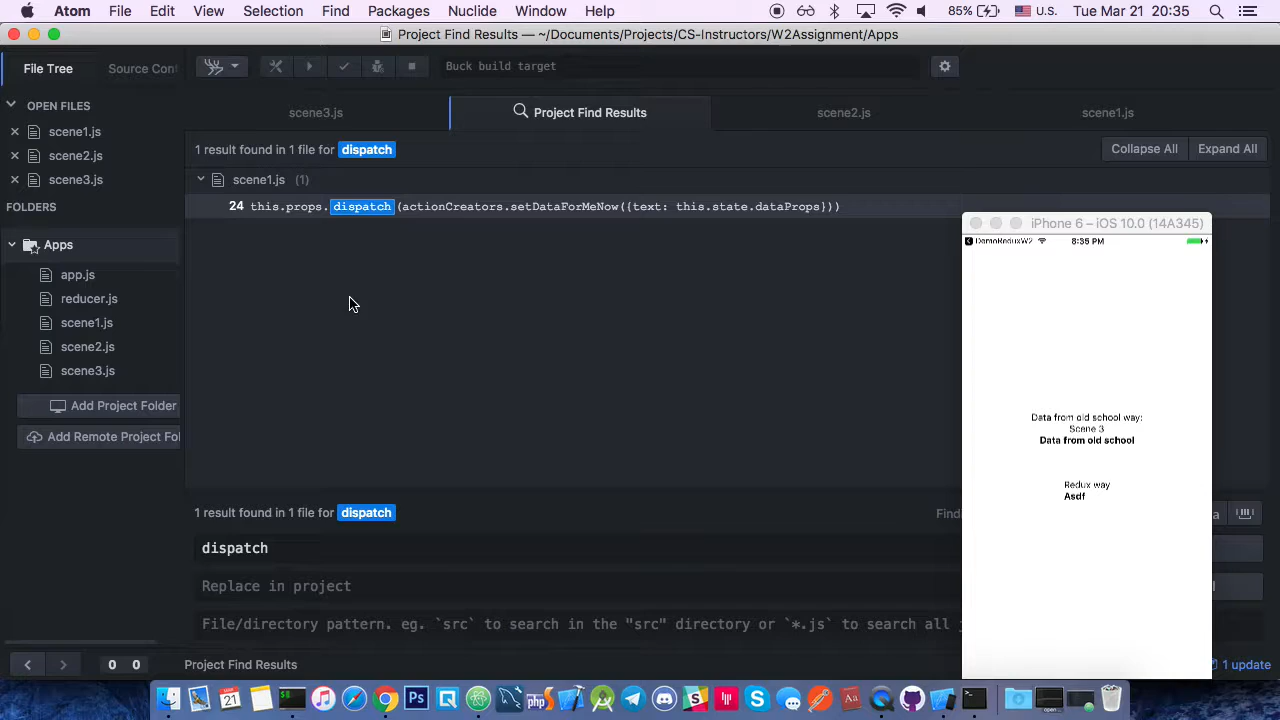 Atom File Edit View Selection Find Packages Nuclide Window Help 85% U.S. Tue Mar 21 20:35
Project Find Results — ~/Documents/Projects/CS-Instructors/W2Assignment/Apps
File Tree
Source Con
Buck build target
scene3.js
Project Find Results
scene2.js
scene1.js
OPEN FILES
scene1.js
scene2.js
scene3.js
FOLDERS
Apps
app.js
reducer.js
scene1.js
scene2.js
scene3.js
Add Project Folder
Add Remote Project Fo
1 result found in 1 file for dispatch
Collapse All
Expand All
scene1.js (1)
24 this.props.dispatch(actionCreators.setDataForMeNow({text: this.state.dataProps}))
iPhone 6 – iOS 10.0 (14A345)
DemoReduxW2 8:35 PM
Data from old school way:
Scene 3
Data from old school
Redux way
Asdf
1 result found in 1 file for dispatch
dispatch
Replace in project
File/directory pattern. eg. `src` to search in the "src" directory or `*.js` to search all
0 0
Project Find Results
1 update